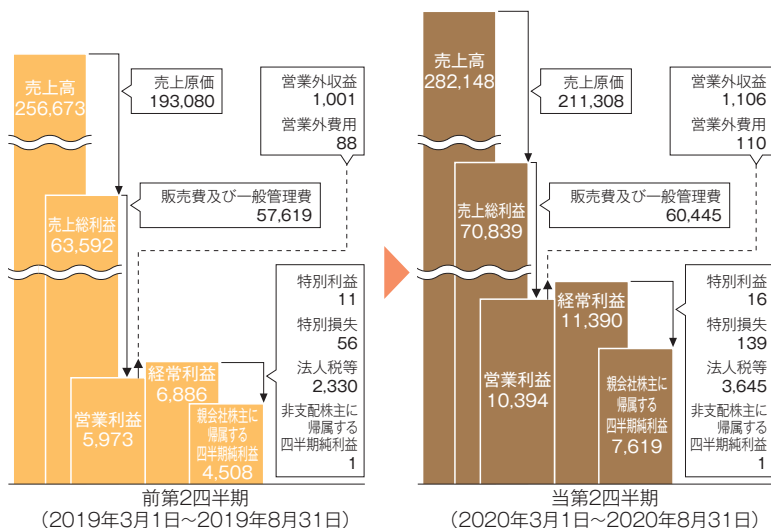 売上高
256,673
売上原価
193,080
営業外収益
1,001
営業外費用
88
売上総利益
63,592
販売費及び一般管理費
57,619
営業利益
5,973
経常利益
6,886
親会社株主に
帰属する
四半期純利益
4,508
特別利益
11
特別損失
56
法人税等
2,330
非支配株主に
帰属する
四半期純利益
1
前第2四半期
（2019年3月1日～2019年8月31日）
売上高
282,148
売上原価
211,308
営業外収益
1,106
営業外費用
110
売上総利益
70,839
販売費及び一般管理費
60,445
営業利益
10,394
経常利益
11,390
親会社株主に
帰属する
四半期純利益
7,619
特別利益
16
特別損失
139
法人税等
3,645
非支配株主に
帰属する
四半期純利益
1
当第2四半期
（2020年3月1日～2020年8月31日）